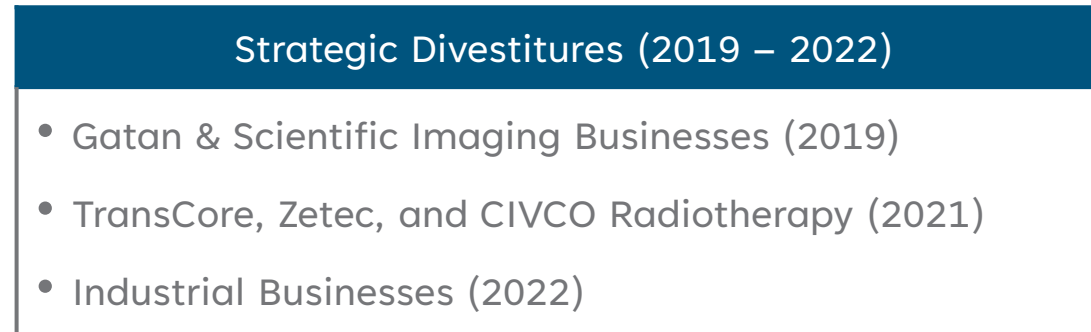 Strategic Divestitures (2019 – 2022)
• Gatan & Scientific Imaging Businesses (2019)
• TransCore, Zetec, and CIVCO Radiotherapy (2021)
• Industrial Businesses (2022)